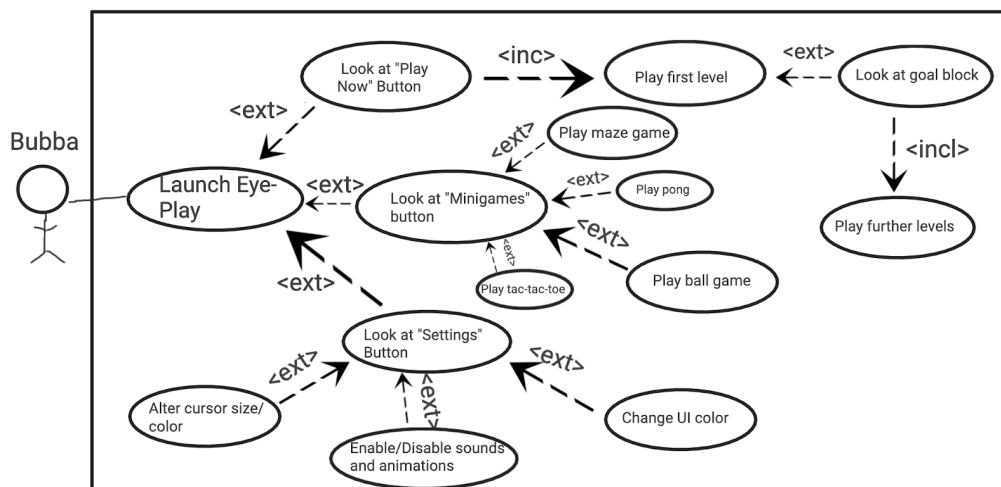 Look at "Play
Now" Button
<inc>
Play first level
<ext>
Look at goal block
<ext>
<ext>
Play maze game
<incl>
Bubba
Launch Eye-
Play
<ext>
Look at "Minigames"
button
<ext>
Play pong
Play further levels
<ext>
<ext>
Play tac-tac-toe
Play ball game
<ext>
Look at "Settings"
Button
<ext>
<ext>
<ext>
Alter cursor size/
color
Change UI color
Enable/Disable sounds
and animations